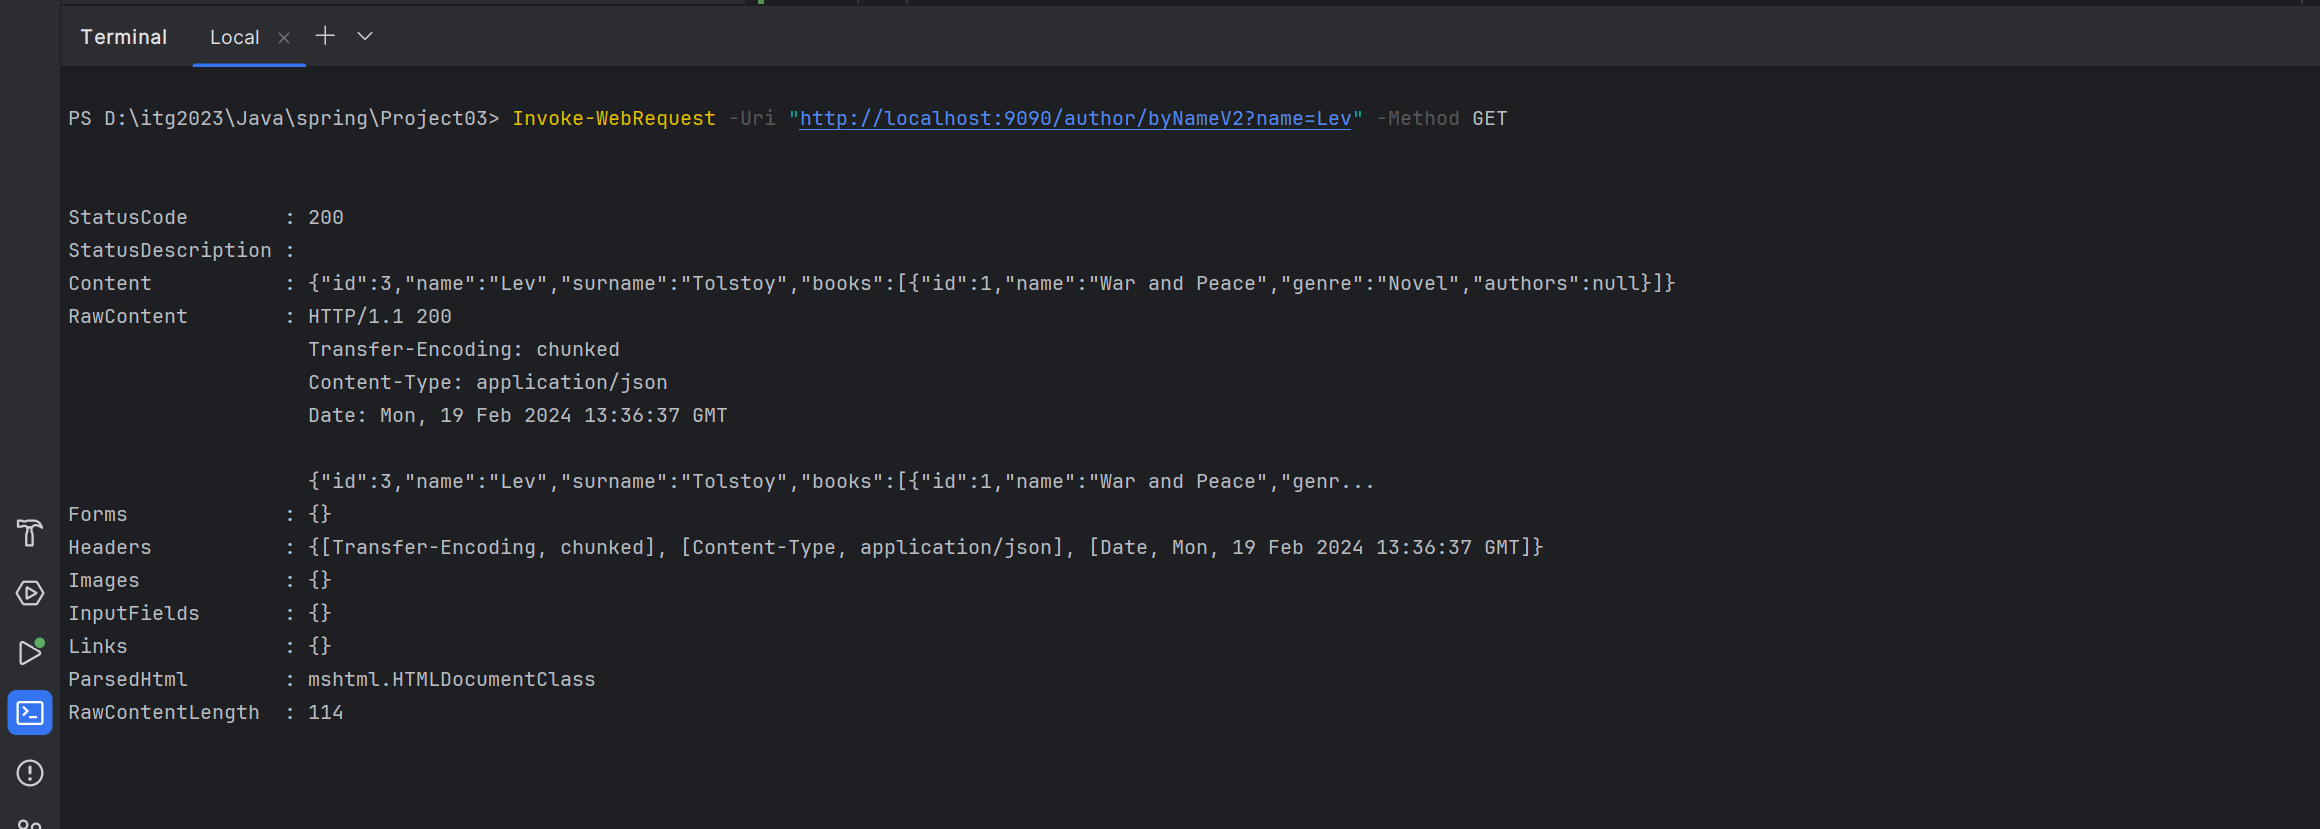 Terminal Local
PS D:\itg2023\Java\spring\Project03> Invoke-WebRequest -Uri "http://localhost:9090/author/byNameV2?name=Lev" -Method GET
StatusCode        : 200
StatusDescription :
Content           : {"id":3,"name":"Lev","surname":"Tolstoy","books":[{"id":1,"name":"War and Peace","genre":"Novel","authors":null}]}
RawContent        : HTTP/1.1 200
                    Transfer-Encoding: chunked
                    Content-Type: application/json
                    Date: Mon, 19 Feb 2024 13:36:37 GMT
                    {"id":3,"name":"Lev","surname":"Tolstoy","books":[{"id":1,"name":"War and Peace","genr...
Forms             : {}
Headers           : {[Transfer-Encoding, chunked], [Content-Type, application/json], [Date, Mon, 19 Feb 2024 13:36:37 GMT]}
Images            : {}
InputFields       : {}
Links             : {}
ParsedHtml        : mshtml.HTMLDocumentClass
RawContentLength  : 114